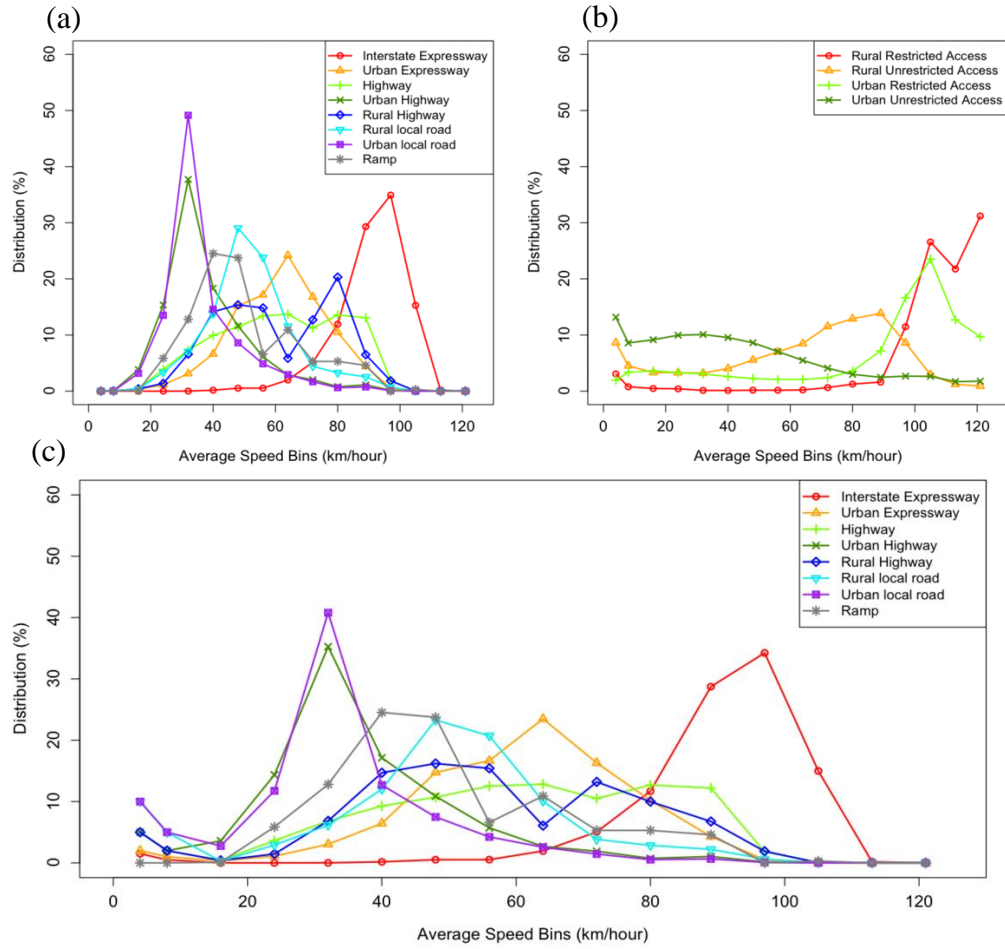 (a)
60
50
40
30
20
10
0
Distribution (%)
0 20 40 60 80 100 120
Average Speed Bins (km/hour)
Interstate Expressway
Urban Expressway
Highway
Urban Highway
Rural Highway
Rural local road
Urban local road
Ramp
(b)
60
50
40
30
20
10
0
Distribution (%)
0 20 40 60 80 100 120
Average Speed Bins (km/hour)
Rural Restricted Access
Rural Unrestricted Access
Urban Restricted Access
Urban Unrestricted Access
(c)
60
50
40
30
20
10
0
Distribution (%)
0 20 40 60 80 100 120
Average Speed Bins (km/hour)
Interstate Expressway
Urban Expressway
Highway
Urban Highway
Rural Highway
Rural local road
Urban local road
Ramp